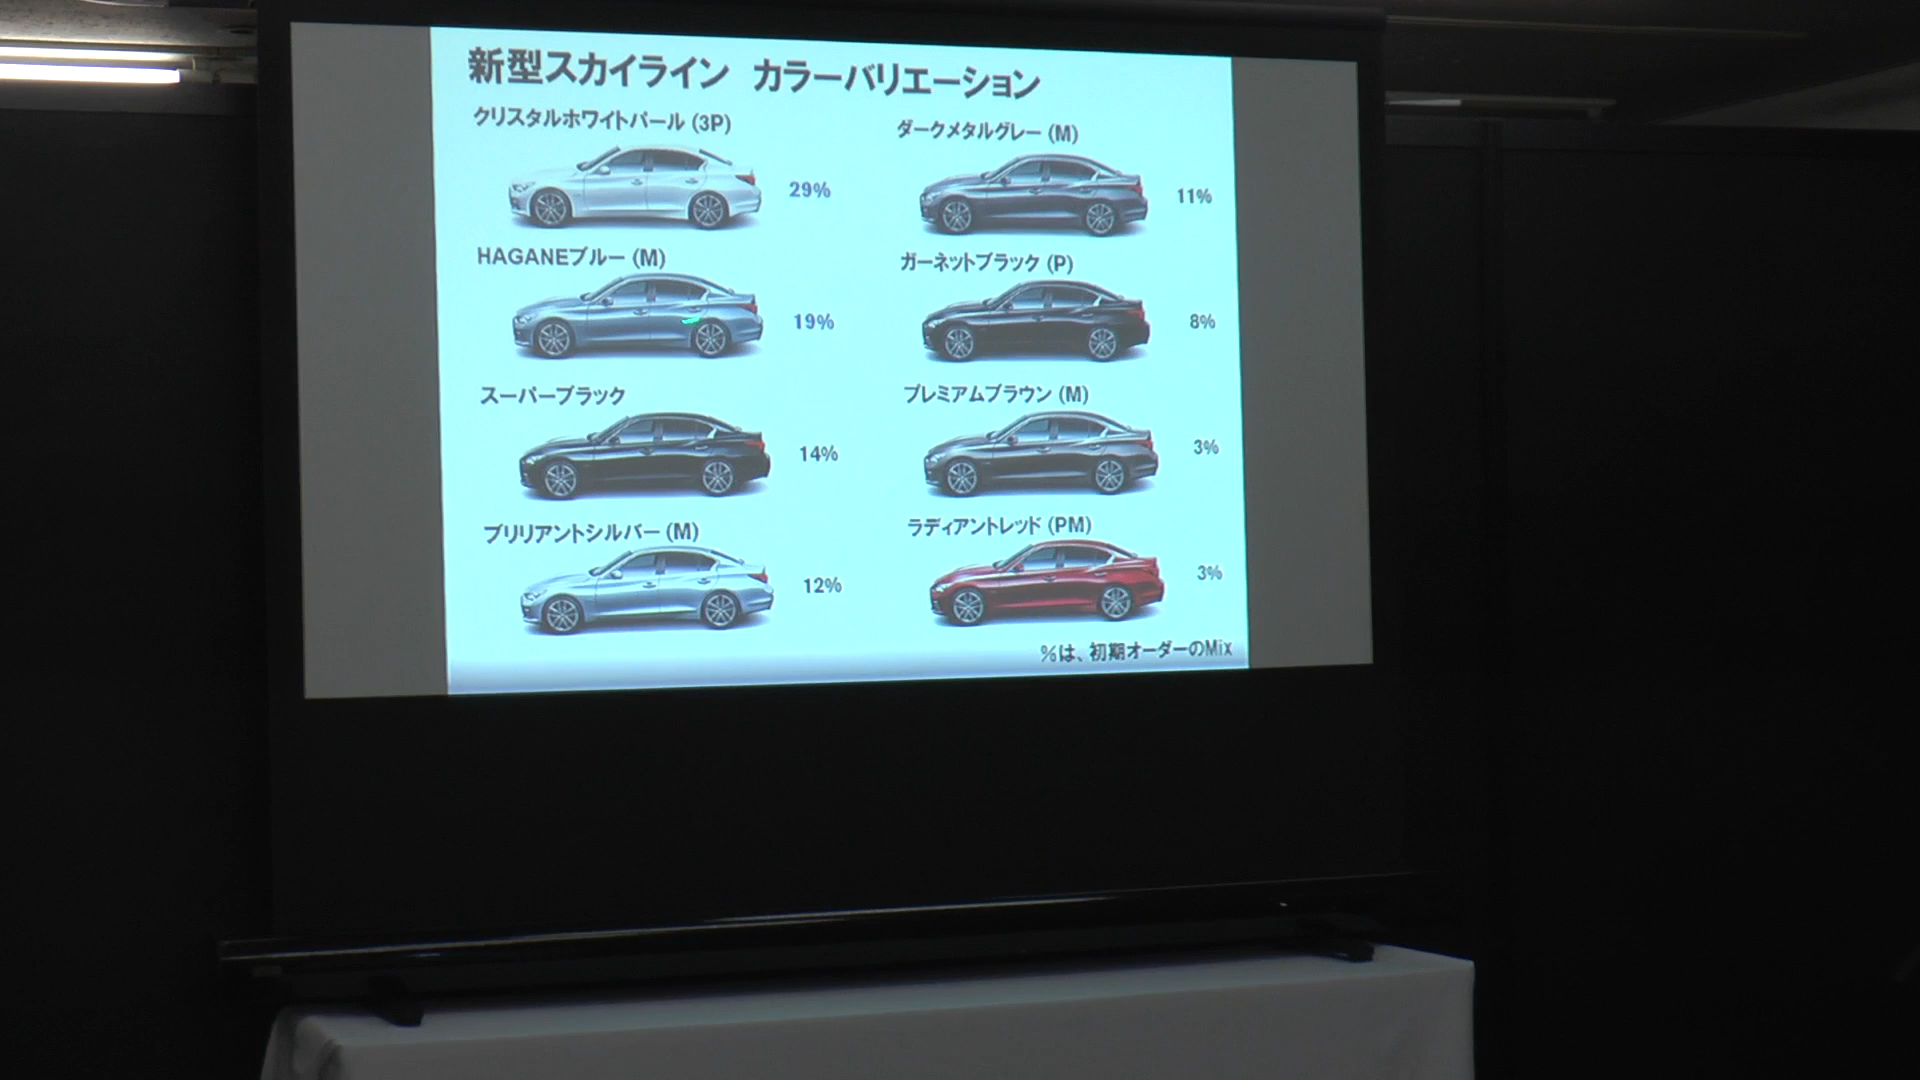 新型スカイライン カラーバリエーション
クリスタルホワイトパール (3P)
29%
HAGANEブルー (M)
19%
スーパーブラック
14%
ブリリアントシルバー (M)
12%
ダークメタルグレー (M)
11%
ガーネットブラック (P)
8%
プレミアムブラウン (M)
3%
ラディアントレッド (PM)
3%
%は、初期オーダーのMix